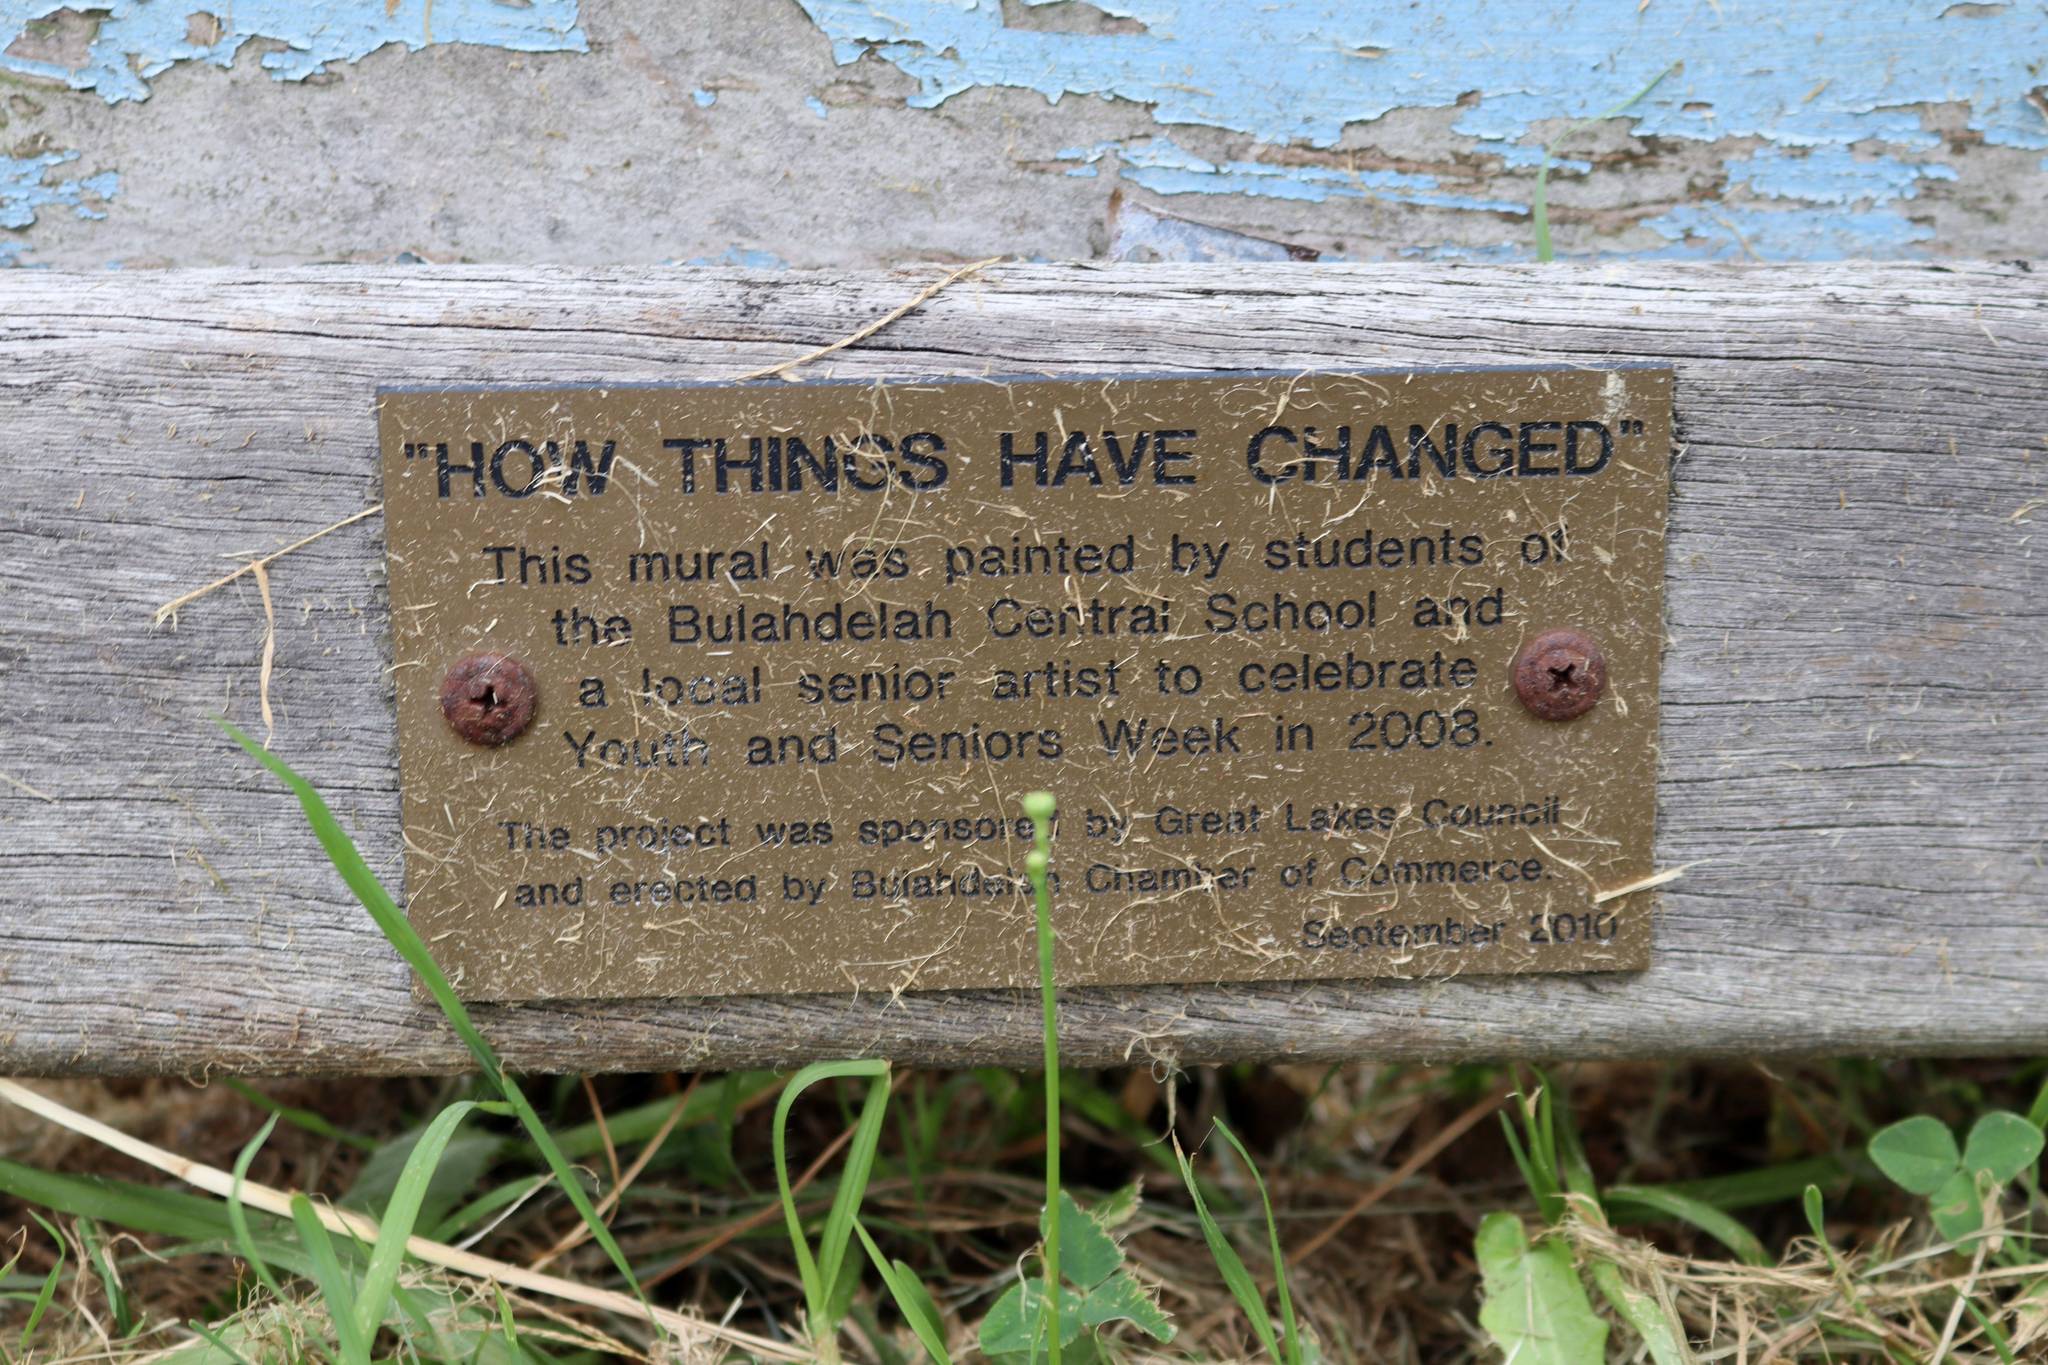 "HOW THINGS HAVE CHANGED"
This mural was painted by students of
the Bulahdelah Central School and
a local senior artist to celebrate
Youth and Seniors Week in 2008.
The project was sponsored by Great Lakes Council
and erected by Bulahdelah Chamber of Commerce.
September 2010